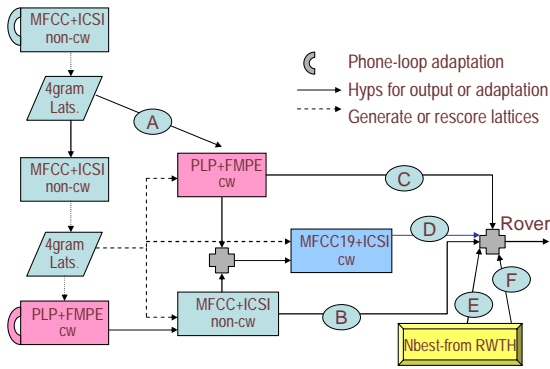 MFCC+ICSI
non-cw
Phone-loop adaptation
Hyps for output or adaptation
Generate or rescore lattices
4gram
Lats.
A
MFCC+ICSI
non-cw
PLP+FMPE
cw
C
Rover
4gram
Lats.
MFCC19+ICSI
cw
D
PLP+FMPE
cw
MFCC+ICSI
non-cw
B
E
F
Nbest-from RWTH